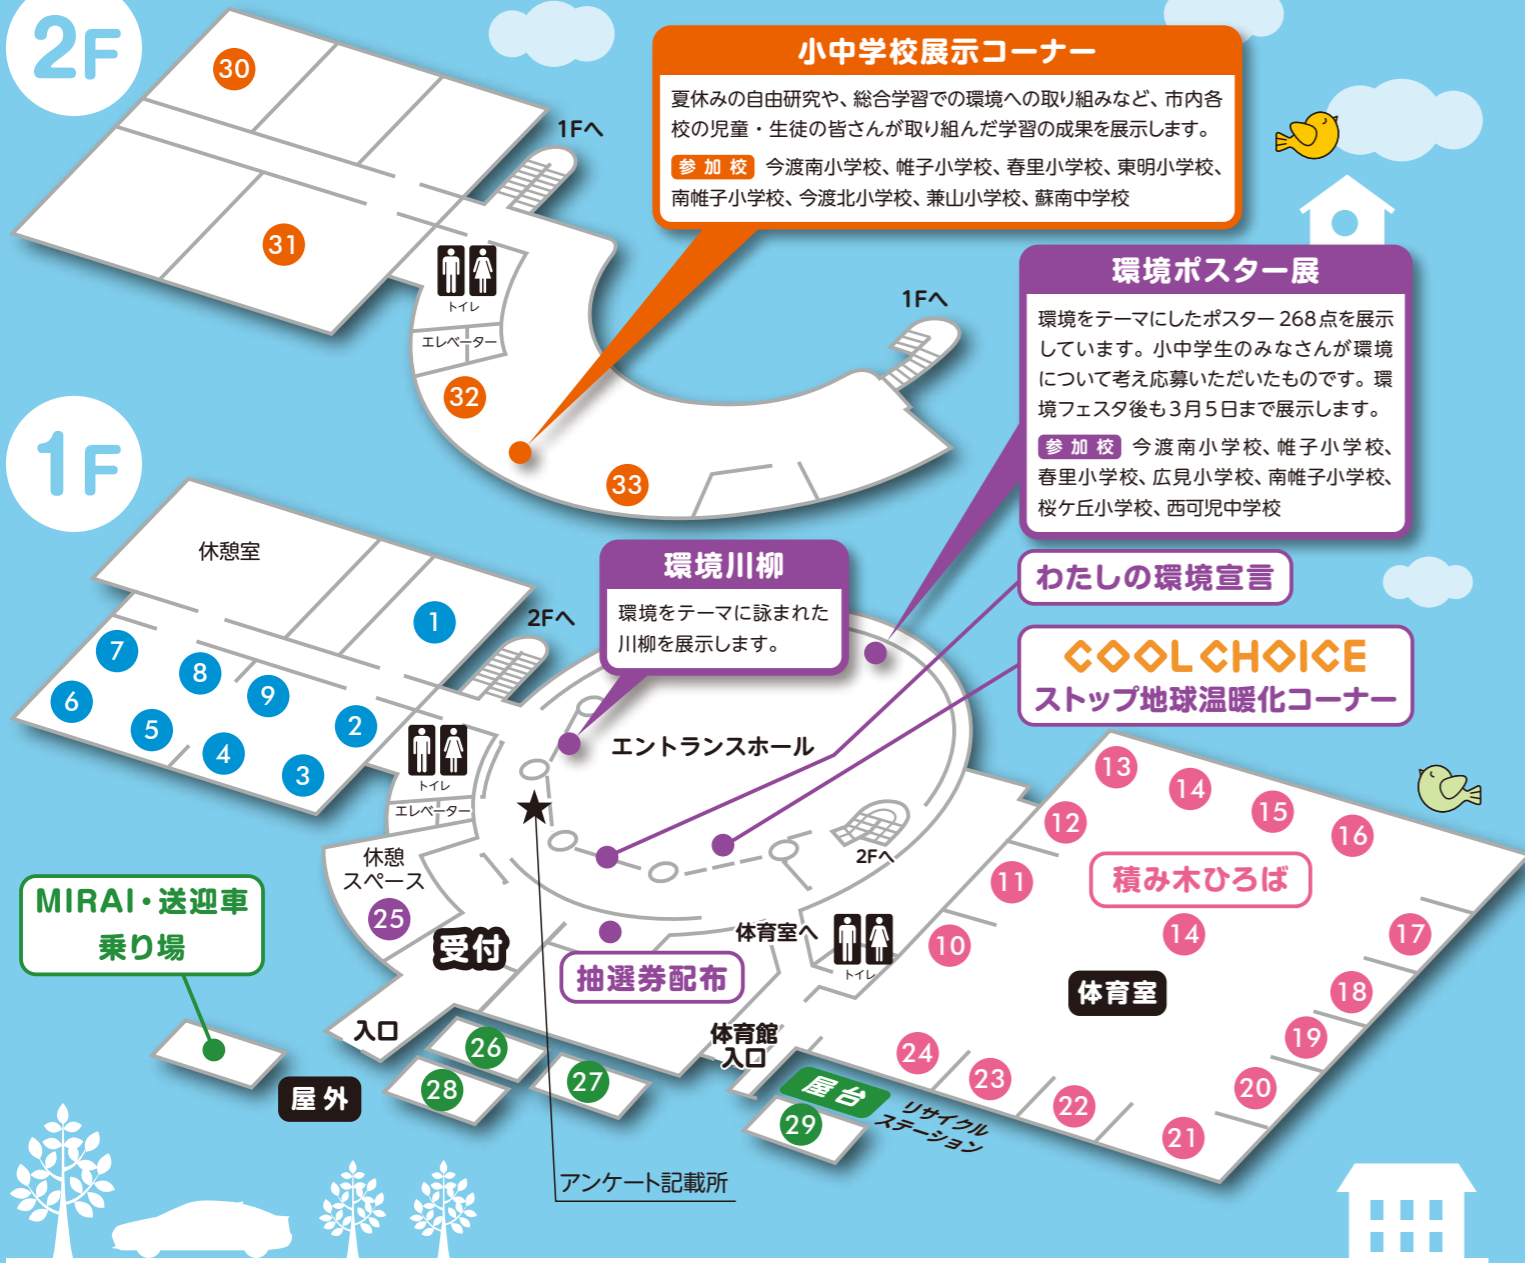 2F
30
31
1Fへ
トイレ
エレベーター
32
33
1Fへ
小中学校展示コーナー
夏休みの自由研究や、総合学習での環境への取り組みなど、市内各
校の児童・生徒の皆さんが取り組んだ学習の成果を展示します。
参加校 今渡南小学校、帷子小学校、春里小学校、東明小学校、
南帷子小学校、今渡北小学校、兼山小学校、蘇南中学校
環境ポスター展
環境をテーマにしたポスター268点を展示
しています。小中学生のみなさんが環境
について考え応募いただいたものです。環
境フェスタ後も3月5日まで展示します。
参加校 今渡南小学校、帷子小学校、
春里小学校、広見小学校、南帷子小学校、
桜ケ丘小学校、西可児中学校
1F
休憩室
1
2Fへ
7
8
9
6
5
4
3
2
トイレ
エレベーター
環境川柳
環境をテーマに詠まれた
川柳を展示します。
わたしの環境宣言
COOL CHOICE
ストップ地球温暖化コーナー
エントランスホール
2Fへ
休憩
スペース
25
受付
抽選券配布
体育室へ
トイレ
入口
体育館
入口
MIRAI・送迎車
乗り場
屋外
26
27
28
屋台
29
リサイクル
ステーション
アンケート記載所
13
14
15
16
12
11
積み木ひろば
10
14
17
体育室
18
19
24
23
20
22
21